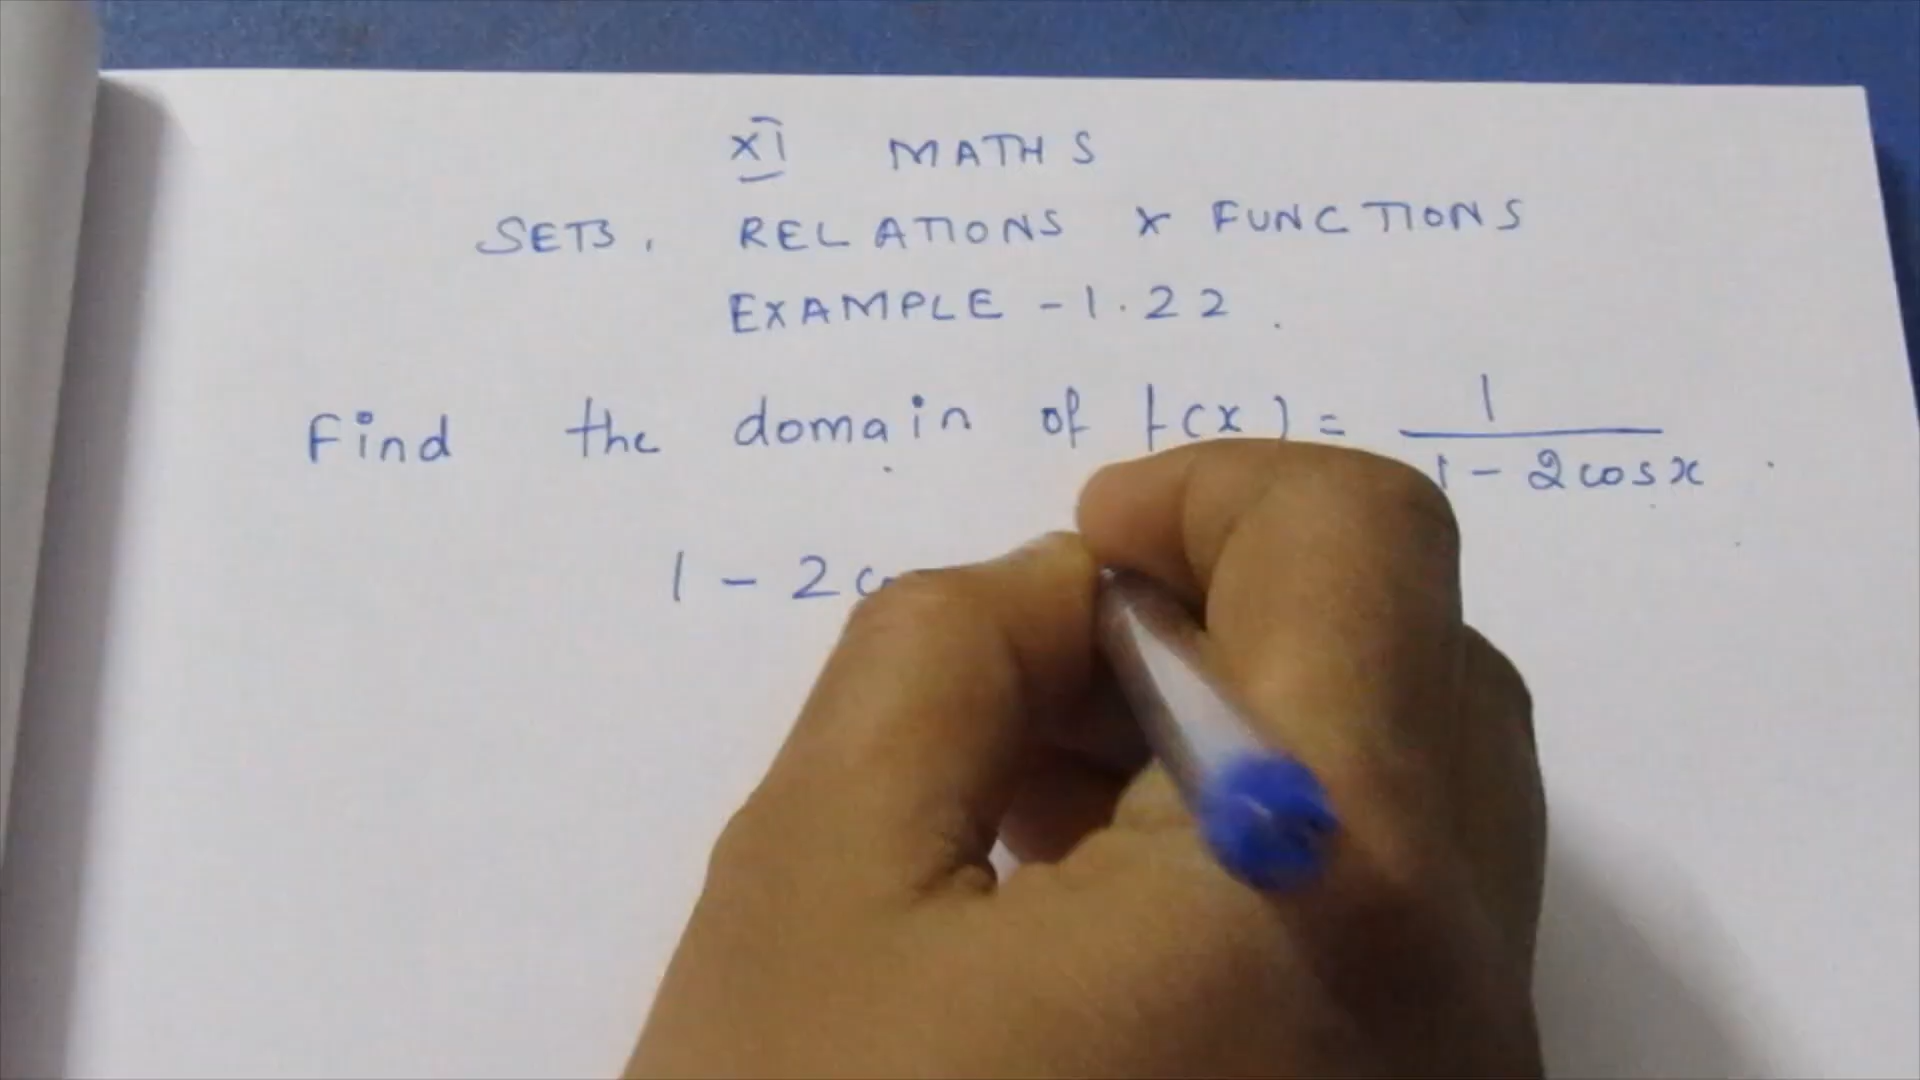 XI MATHS
SETS, RELATIONS & FUNCTIONS
EXAMPLE - 1.22.
Find the domain of f(x) = 1 / 1 - 2cosx.
1 - 2